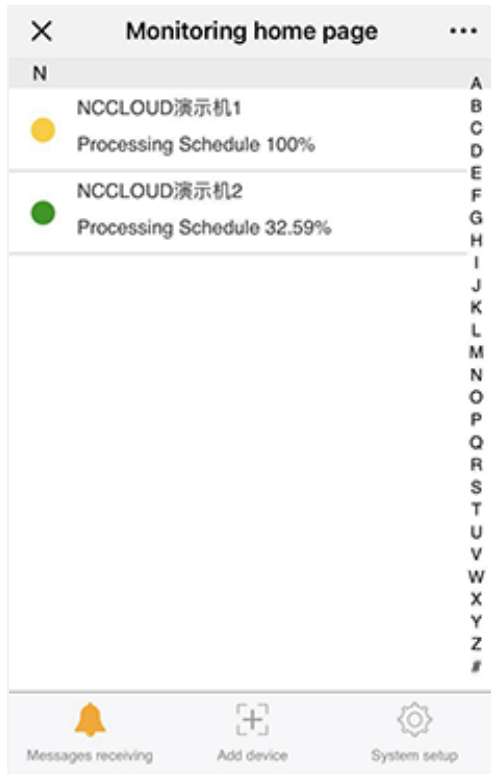 Monitoring home page
N
NCCLOUD演示机1
Processing Schedule 100%
NCCLOUD演示机2
Processing Schedule 32.59%
A
B
C
D
E
F
G
H
I
J
K
L
M
N
O
P
Q
R
S
T
U
V
W
X
Y
Z
#
Messages receiving
Add device
System setup